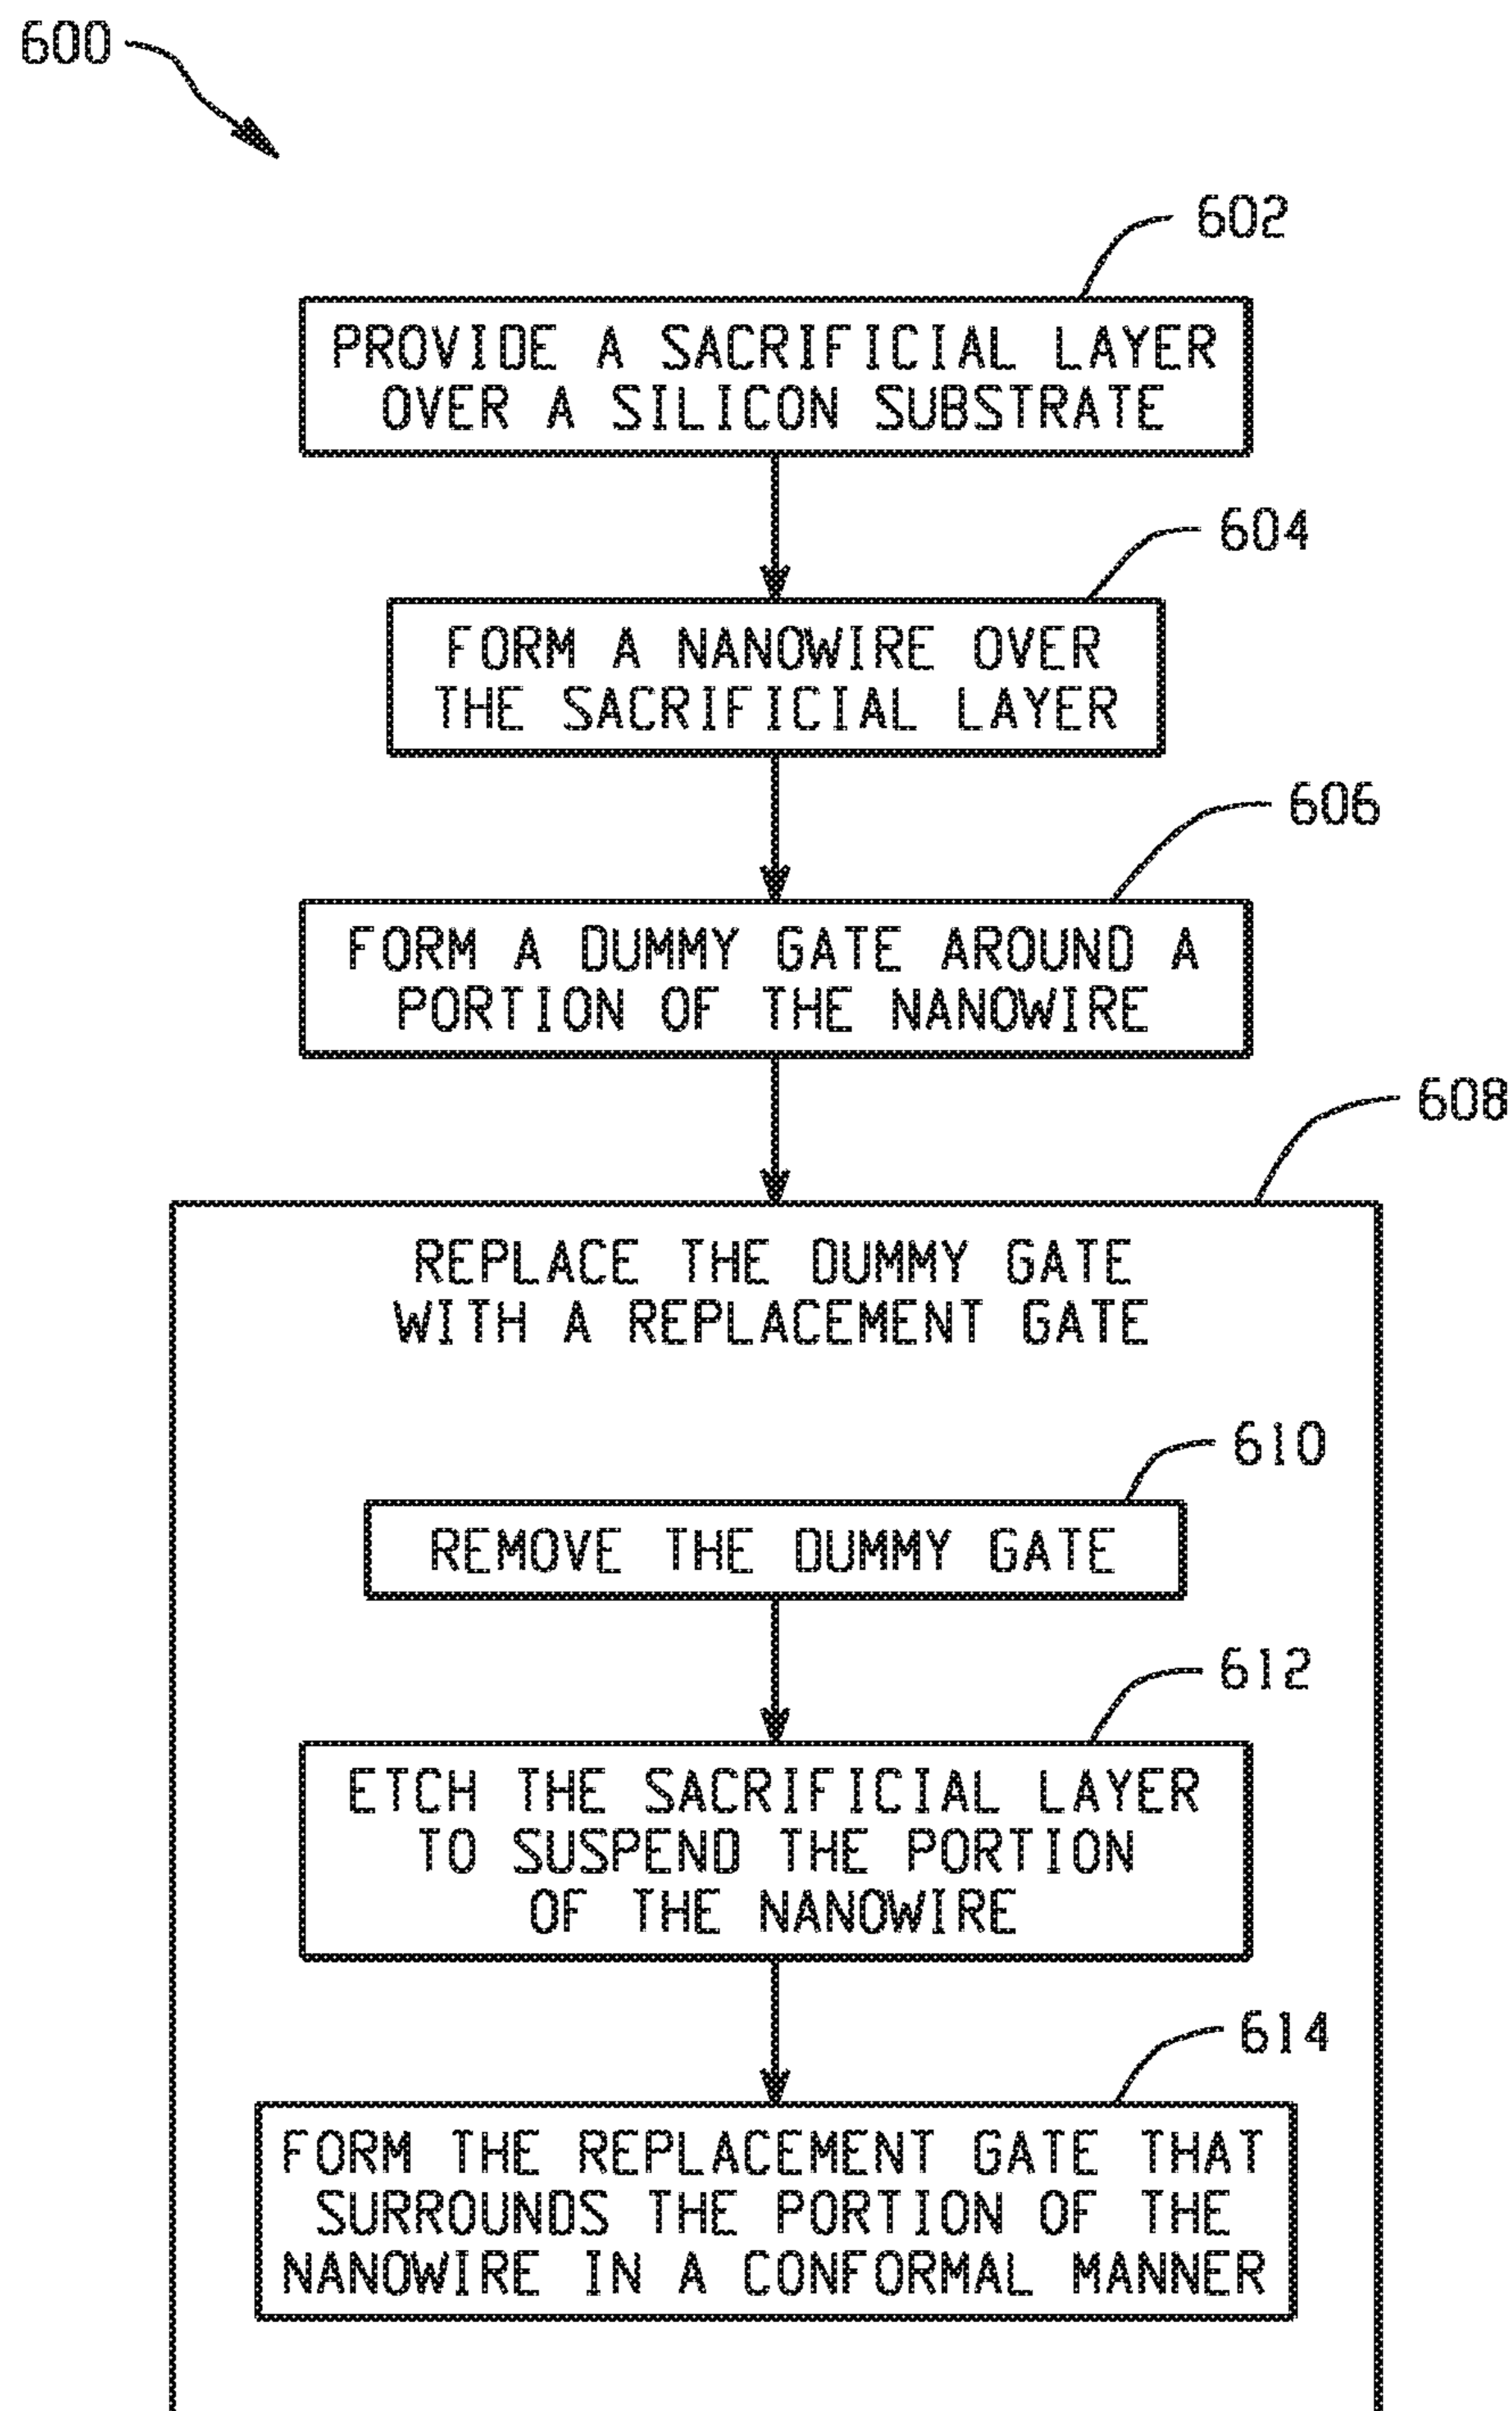 600
602
PROVIDE A SACRIFICIAL LAYER
OVER A SILICON SUBSTRATE
604
FORM A NANOWIRE OVER
THE SACRIFICIAL LAYER
606
FORM A DUMMY GATE AROUND A
PORTION OF THE NANOWIRE
608
REPLACE THE DUMMY GATE
WITH A REPLACEMENT GATE
610
REMOVE THE DUMMY GATE
612
ETCH THE SACRIFICIAL LAYER
TO SUSPEND THE PORTION
OF THE NANOWIRE
614
FORM THE REPLACEMENT GATE THAT
SURROUNDS THE PORTION OF THE
NANOWIRE IN A CONFORMAL MANNER